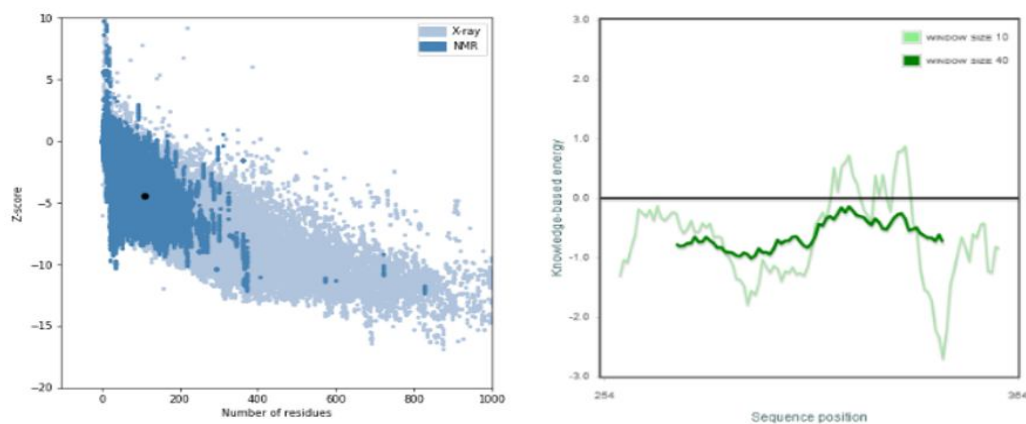 10
5
0
−5
−10
−15
−20
Z-score
0
200
400
600
800
1000
Number of residues
X-ray
NMR
3.0
2.0
1.0
0.0
-1.0
-2.0
-3.0
Knowledge-based energy
window size 10
window size 40
254
364
Sequence position